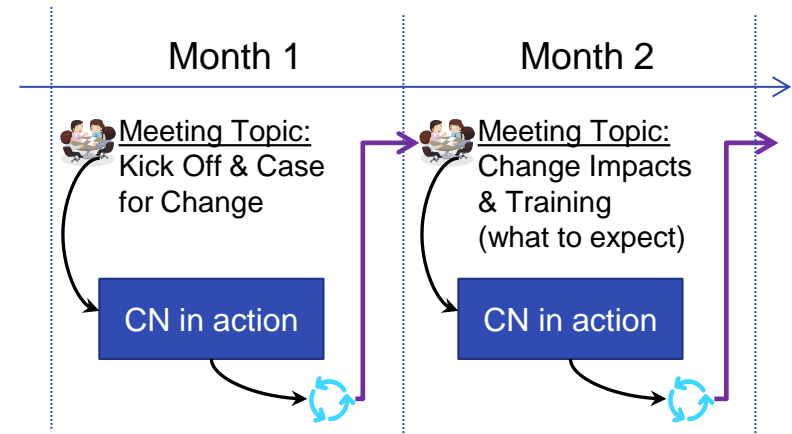 Month 1
Month 2
Meeting Topic:
Kick Off & Case
for Change
Meeting Topic:
Change Impacts
& Training
(what to expect)
CN in action
CN in action